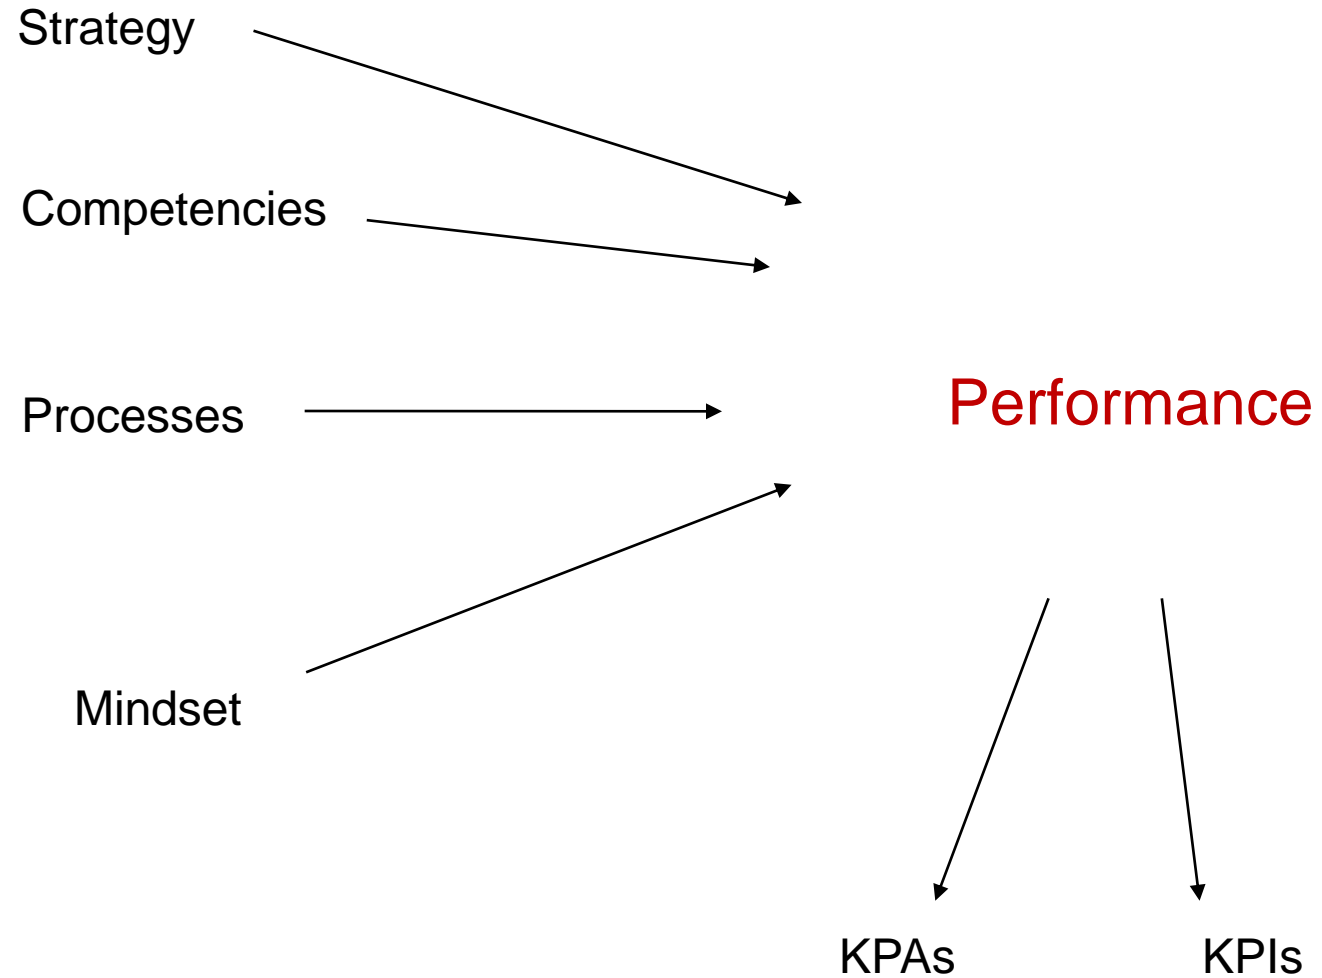 Strategy
Competencies
Processes
Performance
Mindset
KPAs
KPIs